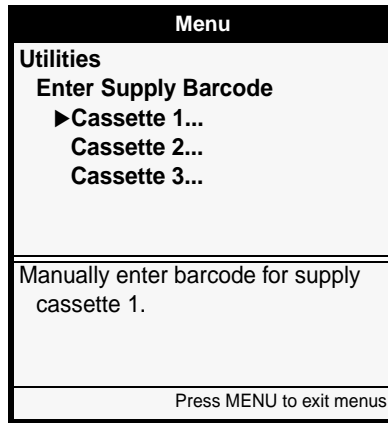 Menu
Utilities
Enter Supply Barcode
▶Cassette 1...
Cassette 2...
Cassette 3...
Manually enter barcode for supply
cassette 1.
Press MENU to exit menus